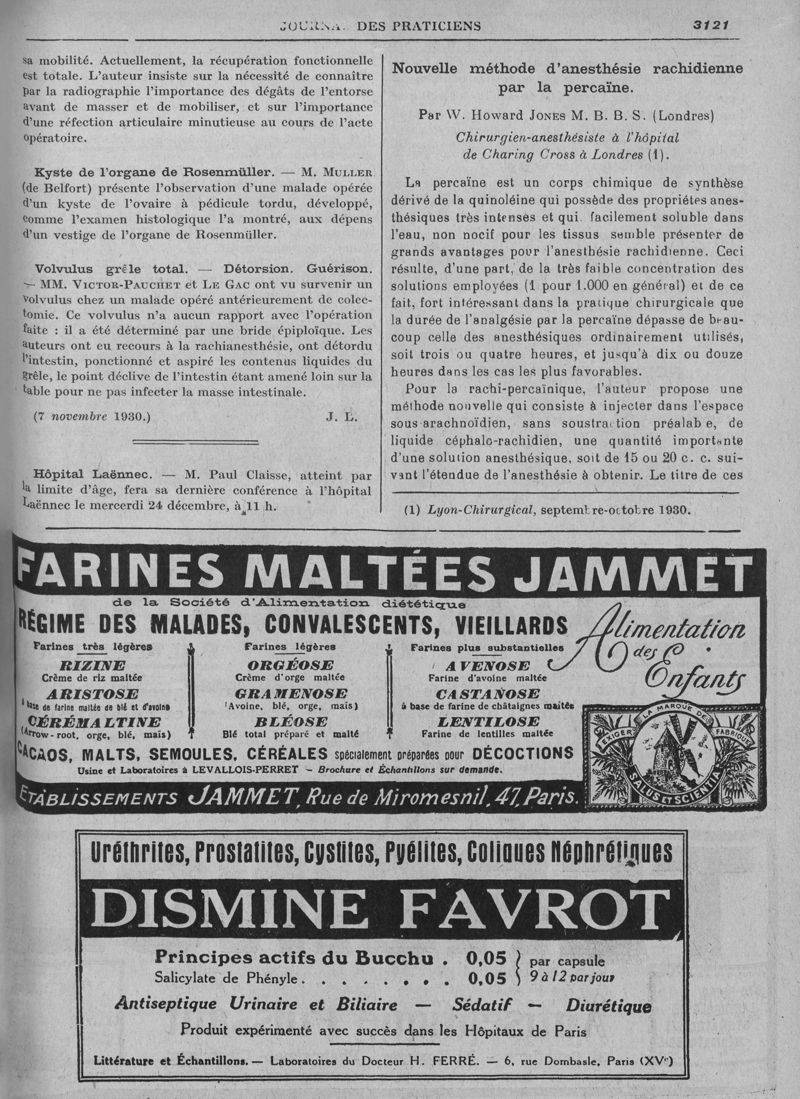 JOURNAL DES PRATICIENS 3121
sa mobilité. Actuellement, la récupération fonctionnelle
est totale. L'auteur insiste sur la nécessité de connaître
par la radiographie l'importance des dégâts de l'entorse
avant de masser et de mobiliser, et sur l'importance
d'une réfection articulaire minutieuse au cours de l'acte
opératoire.
Kyste de l'organe de Rosenmüller. — M. MULLER
(de Belfort) présente l'observation d'une malade opérée
d'un kyste de l'ovaire à pédicule tordu, développé,
comme l'examen histologique l'a montré, aux dépens
d'un vestige de l'organe de Rosenmüller.
Volvulus grêle total. — Détorsion. Guérison.
— MM. VICTOR-PAUCHET et LE GAC ont vu survenir un
volvulus chez un malade opéré antérieurement de colec-
tomie. Ce volvulus n'a aucun rapport avec l'opération
faite : il a été déterminé par une bride épiploïque. Les
auteurs ont eu recours à la rachianesthésie, ont détordu
l'intestin, ponctionné et aspiré les contenus liquides du
grêle, le point déclive de l'intestin étant amené loin sur la
table pour ne pas infecter la masse intestinale.
(7 novembre 1930.) J. L.
Hôpital Laënnec. — M. Paul Claisse, atteint par
la limite d'âge, fera sa dernière conférence à l'hôpital
Laënnec le mercredi 24 décembre, à 11 h.
Nouvelle méthode d'anesthésie rachidienne
par la percaïne.
Par W. Howard JONES M. B. B. S. (Londres)
Chirurgien-anesthésiste à l'hôpital
de Charing Cross à Londres (1).
La percaïne est un corps chimique de synthèse
dérivé de la quinoléine qui possède des propriétes anes-
thésiques très intenses et qui facilement soluble dans
l'eau, non nocif pour les tissus semble présenter de
grands avantages pour l'anesthésie rachidienne. Ceci
résulte, d'une part, de la très faible concentration des
solutions employées (1 pour 1.000 en général) et de ce
fait, fort intéressant dans la pratique chirurgicale que
la durée de l'analgésie par la percaïne dépasse de beau-
coup celle des anesthésiques ordinairement utilisés,
soit trois ou quatre heures, et jusqu'à dix ou douze
heures dans les cas les plus favorables.
Pour la rachi-percaïnique, l'auteur propose une
méthode nouvelle qui consiste à injecter dans l'espace
sous arachnoïdien, sans soustraction préalab e, de
liquide céphalo-rachidien, une quantité importante
d'une solution anesthésique, soit de 15 ou 20 c. c. sui-
vant l'étendue de l'anesthésie à obtenir. Le titre de ces
(1) Lyon-Chirurgical, septembre-octobre 1930.
FARINES MALTÉES JAMMET
de la Société d'Alimentation diététique
RÉGIME DES MALADES, CONVALESCENTS, VIEILLARDS
Alimentation
des
Enfants
Farines très légères
RIZINE
Crème de riz maltée
ARISTOSE
à base de farine maltée de blé et d'avoine
CÉRÉMALTINE
(Arrow-root, orge, blé, maïs)
Farines légères
ORGÉOSE
Crème d'orge maltée
GRAMENOSE
(Avoine, blé, orge, maïs)
BLÉOSE
Blé total préparé et malté
Farines plus substantielles
AVENOSE
Farine d'avoine maltée
CASTANOSE
à base de farine de châtaignes maltée
LENTILOSE
Farine de lentilles maltée
CACAOS, MALTS, SEMOULES, CÉRÉALES spécialement préparées pour DÉCOCTIONS
Usine et Laboratoires à LEVALLOIS-PERRET — Brochure et Échantillons sur demande.
EXIGER LA MARQUE DE FABRIQUE
SALUS ET SCIENTIA
ÉTABLISSEMENTS JAMMET, Rue de Miromesnil, 47, Paris.
Uréthrites, Prostatites, Cystites, Pyélites, Coliques Néphrétiques
DISMINE FAVROT
Principes actifs du Bucchu . 0,05 } par capsule
Salicylate de Phényle . . . . . . . 0,05 } 9 à 12 par jour
Antiseptique Urinaire et Biliaire — Sédatif — Diurétique
Produit expérimenté avec succès dans les Hôpitaux de Paris
Littérature et Échantillons. — Laboratoires du Docteur H. FERRÉ. — 6, rue Dombasle, Paris (XVe)